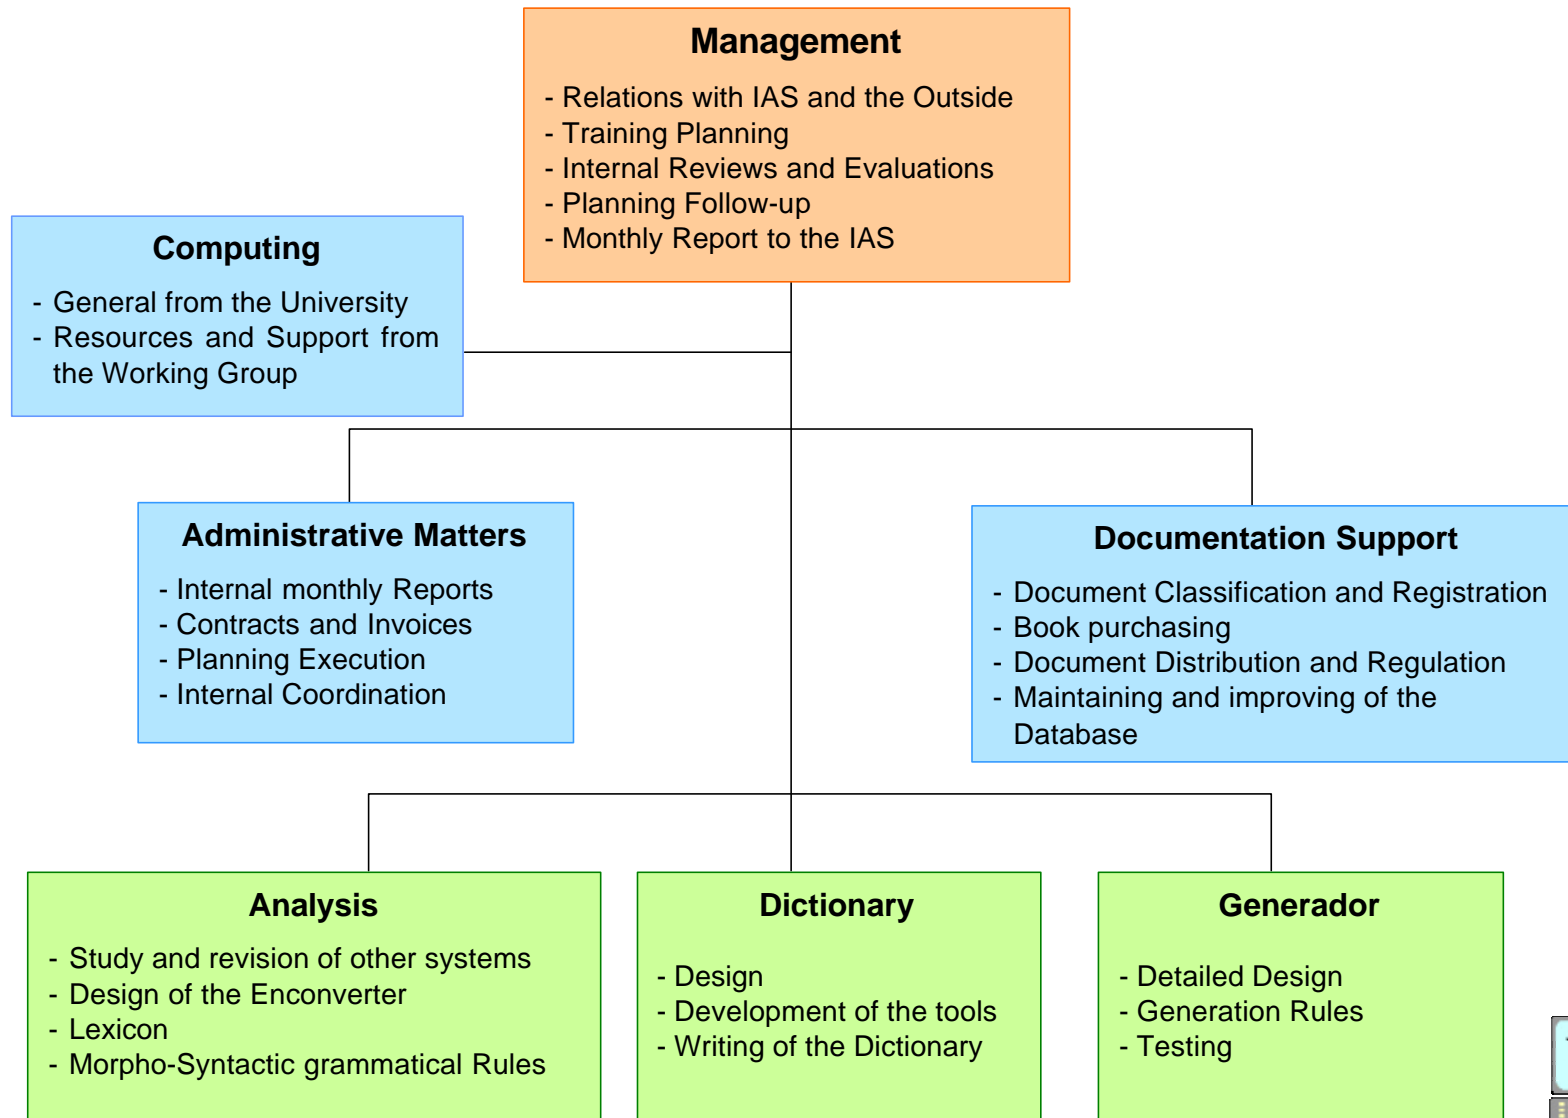 Management
- Relations with IAS and the Outside
- Training Planning
- Internal Reviews and Evaluations
- Planning Follow-up
- Monthly Report to the IAS
Computing
- General from the University
- Resources and Support from
the Working Group
Administrative Matters
- Internal monthly Reports
- Contracts and Invoices
- Planning Execution
- Internal Coordination
Documentation Support
- Document Classification and Registration
- Book purchasing
- Document Distribution and Regulation
- Maintaining and improving of the
Database
Analysis
- Study and revision of other systems
- Design of the Enconverter
- Lexicon
- Morpho-Syntactic grammatical Rules
Dictionary
- Design
- Development of the tools
- Writing of the Dictionary
Generador
- Detailed Design
- Generation Rules
- Testing